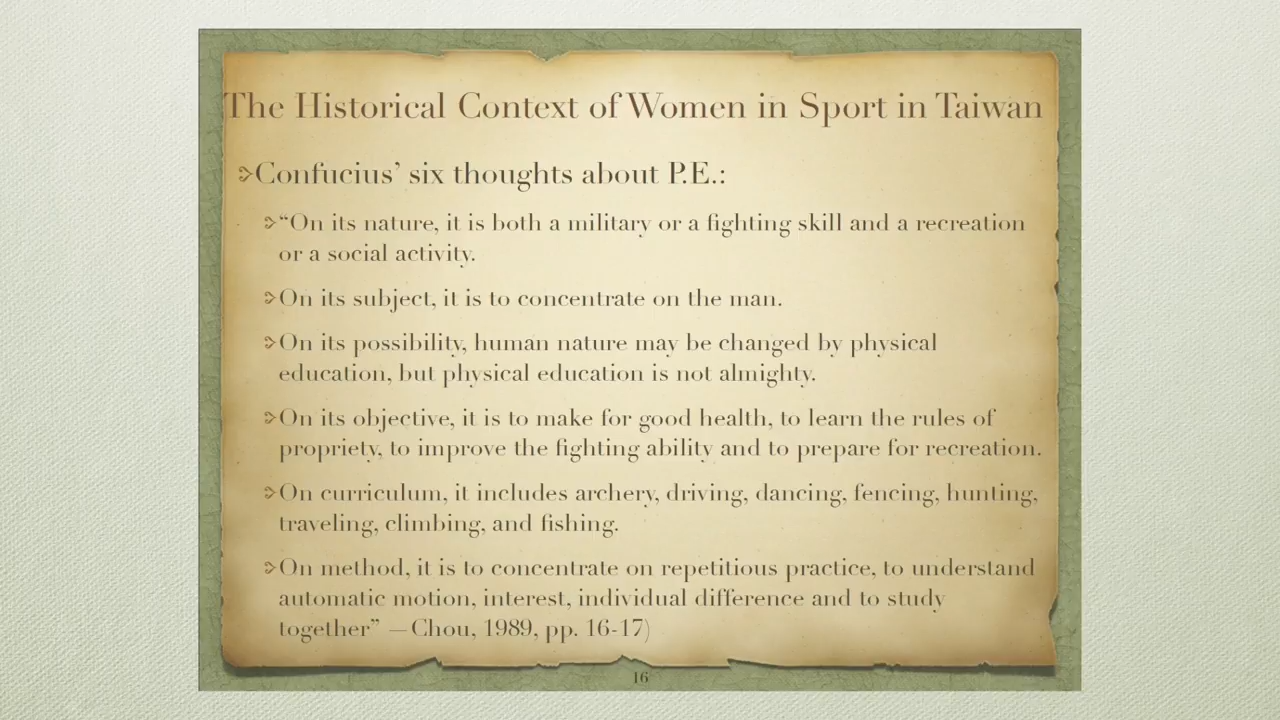 The Historical Context of Women in Sport in Taiwan
Confucius’ six thoughts about P.E.:
“On its nature, it is both a military or a fighting skill and a recreation
or a social activity.
On its subject, it is to concentrate on the man.
On its possibility, human nature may be changed by physical
education, but physical education is not almighty.
On its objective, it is to make for good health, to learn the rules of
propriety, to improve the fighting ability and to prepare for recreation.
On curriculum, it includes archery, driving, dancing, fencing, hunting,
traveling, climbing, and fishing.
On method, it is to concentrate on repetitious practice, to understand
automatic motion, interest, individual difference and to study
together” —Chou, 1989, pp. 16-17)
16